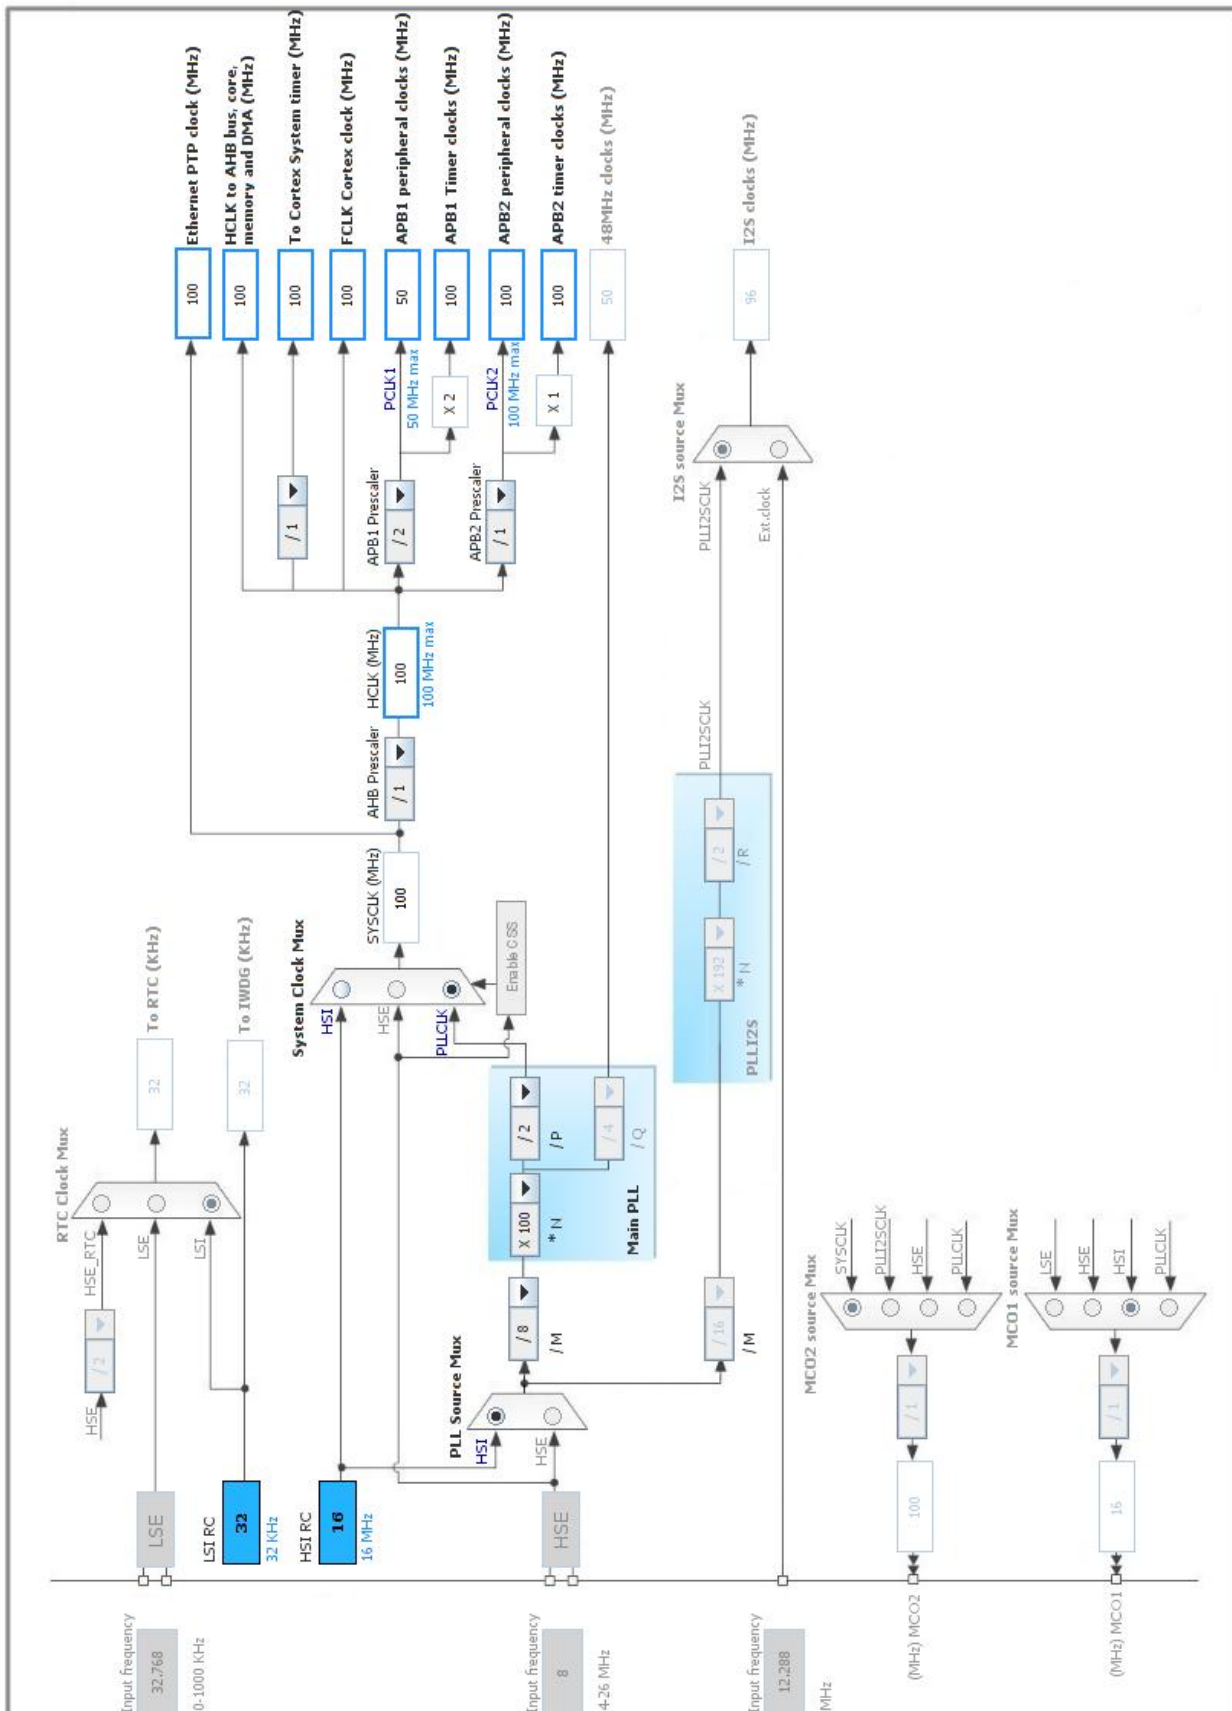 Input frequency
32.768
0-1000 KHz
LSE
HSE
/ 2
HSE_RTC
LSE
LSI
RTC Clock Mux
32
To RTC (KHz)
LSI RC
32
32 KHz
32
To IWDG (KHz)
HSI RC
16
16 MHz
System Clock Mux
HSI
HSE
PLLCLK
SYSCLK (MHz)
100
AHB Prescaler
/ 1
HCLK (MHz)
100
100 MHz max
100
Ethernet PTP clock (MHz)
100
HCLK to AHB bus, core,
memory and DMA (MHz)
/ 1
100
To Cortex System timer (MHz)
100
FCLK Cortex clock (MHz)
APB1 Prescaler
/ 2
PCLK1
50 MHz max
50
APB1 peripheral clocks (MHz)
X 2
100
APB1 Timer clocks (MHz)
APB2 Prescaler
/ 1
PCLK2
100 MHz max
100
APB2 peripheral clocks (MHz)
X 1
100
APB2 timer clocks (MHz)
50
48MHz clocks (MHz)
Enable CSS
Input frequency
8
4-26 MHz
HSE
PLL Source Mux
HSI
HSE
/ 8
/ M
X 100
* N
/ 2
/ P
/ 4
/ Q
Main PLL
/ 16
/ M
X 192
* N
/ 2
/ R
PLLI2S
PLLI2SCLK
PLLI2SCLK
Ext.clock
I2S source Mux
96
I2S clocks (MHz)
Input frequency
12.288
MHz
MCO2 source Mux
SYSCLK
PLLI2SCLK
HSE
PLLCLK
/ 1
100
(MHz) MCO2
MCO1 source Mux
LSE
HSE
HSI
PLLCLK
/ 1
16
(MHz) MCO1